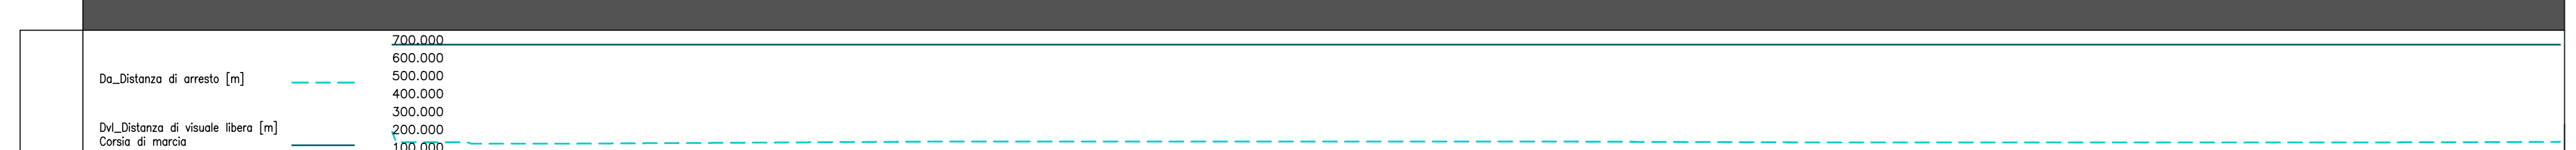 700.000
600.000
Da_Distanza di arresto [m]
500.000
400.000
300.000
Dvl_Distanza di visuale libera [m]
200.000
Corsia di marcia
100.000